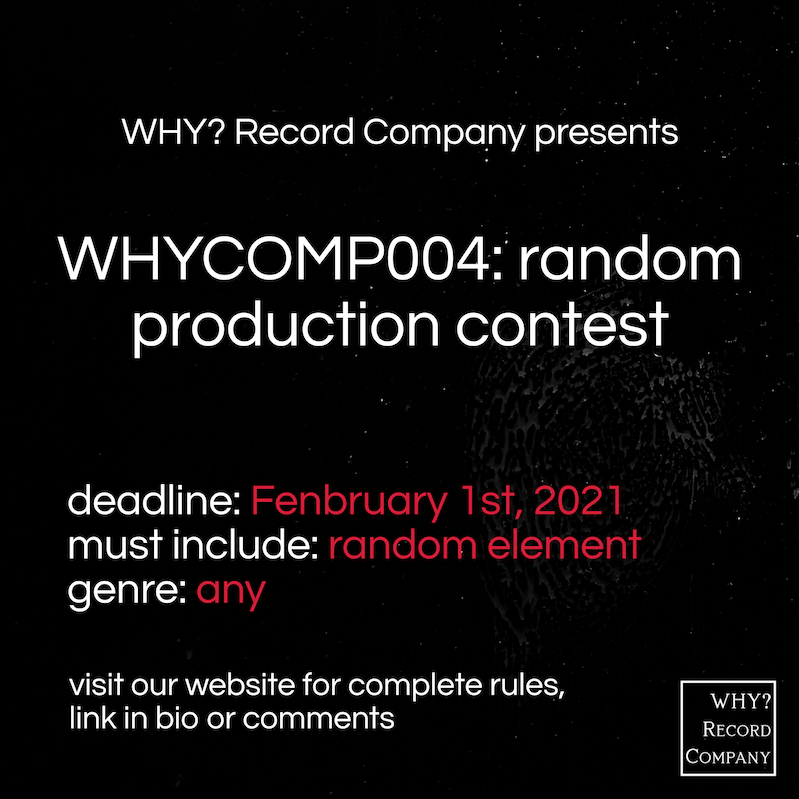 WHY? Record Company presents
WHYCOMP004: random
production contest
deadline: Fenbruary 1st, 2021
must include: random element
genre: any
visit our website for complete rules,
link in bio or comments
WHY?
Record
Company